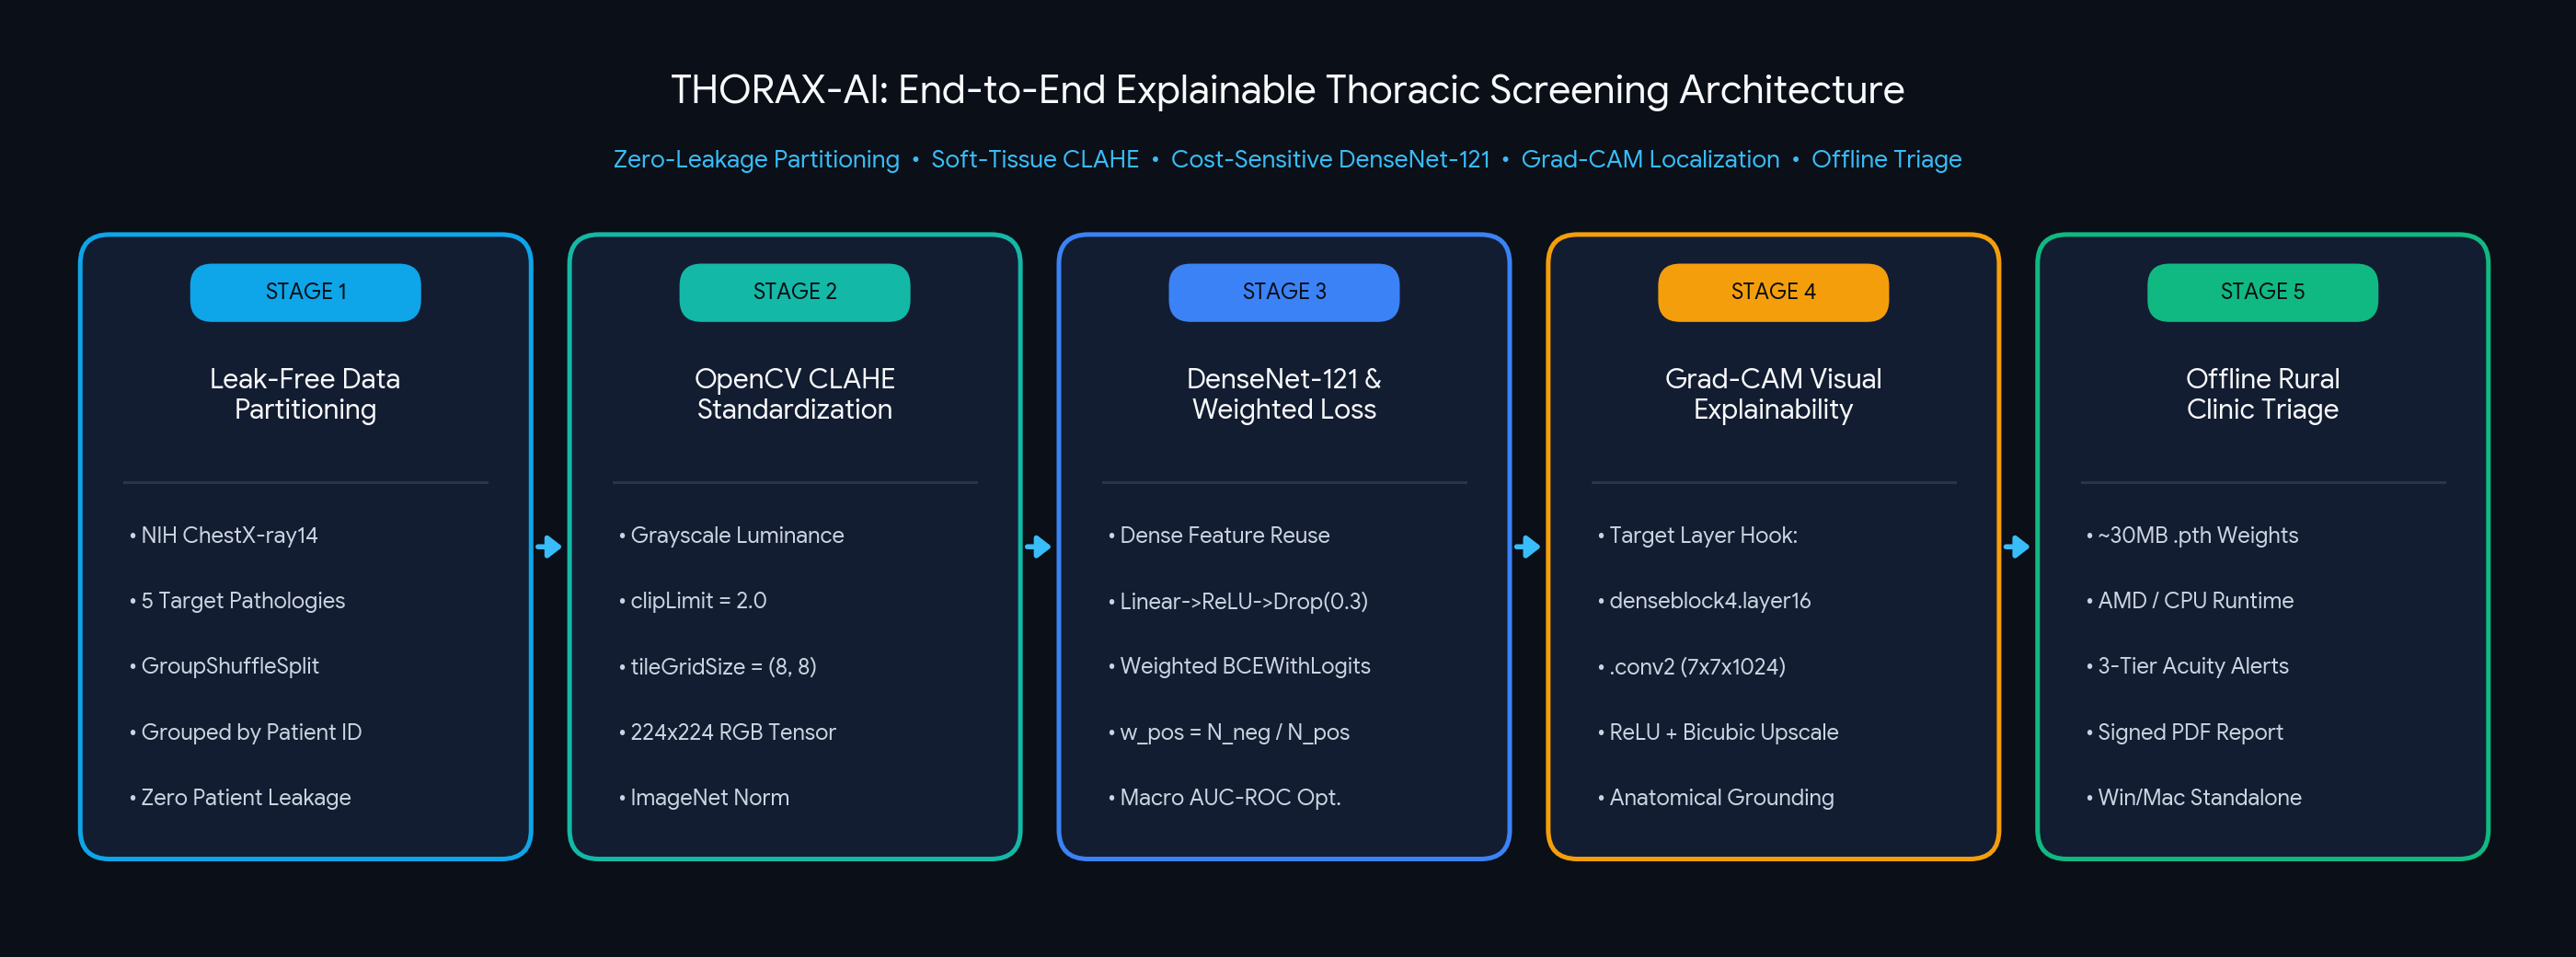 THORAX-AI: End-to-End Explainable Thoracic Screening Architecture
Zero-Leakage Partitioning • Soft-Tissue CLAHE • Cost-Sensitive DenseNet-121 • Grad-CAM Localization • Offline Triage
STAGE 1
Leak-Free Data
Partitioning
• NIH ChestX-ray14
• 5 Target Pathologies
• GroupShuffleSplit
• Grouped by Patient ID
• Zero Patient Leakage
STAGE 2
OpenCV CLAHE
Standardization
• Grayscale Luminance
• clipLimit = 2.0
• tileGridSize = (8, 8)
• 224x224 RGB Tensor
• ImageNet Norm
STAGE 3
DenseNet-121 &
Weighted Loss
• Dense Feature Reuse
• Linear->ReLU->Drop(0.3)
• Weighted BCEWithLogits
• w_pos = N_neg / N_pos
• Macro AUC-ROC Opt.
STAGE 4
Grad-CAM Visual
Explainability
• Target Layer Hook:
• denseblock4.layer16
• .conv2 (7x7x1024)
• ReLU + Bicubic Upscale
• Anatomical Grounding
STAGE 5
Offline Rural
Clinic Triage
• ~30MB .pth Weights
• AMD / CPU Runtime
• 3-Tier Acuity Alerts
• Signed PDF Report
• Win/Mac Standalone